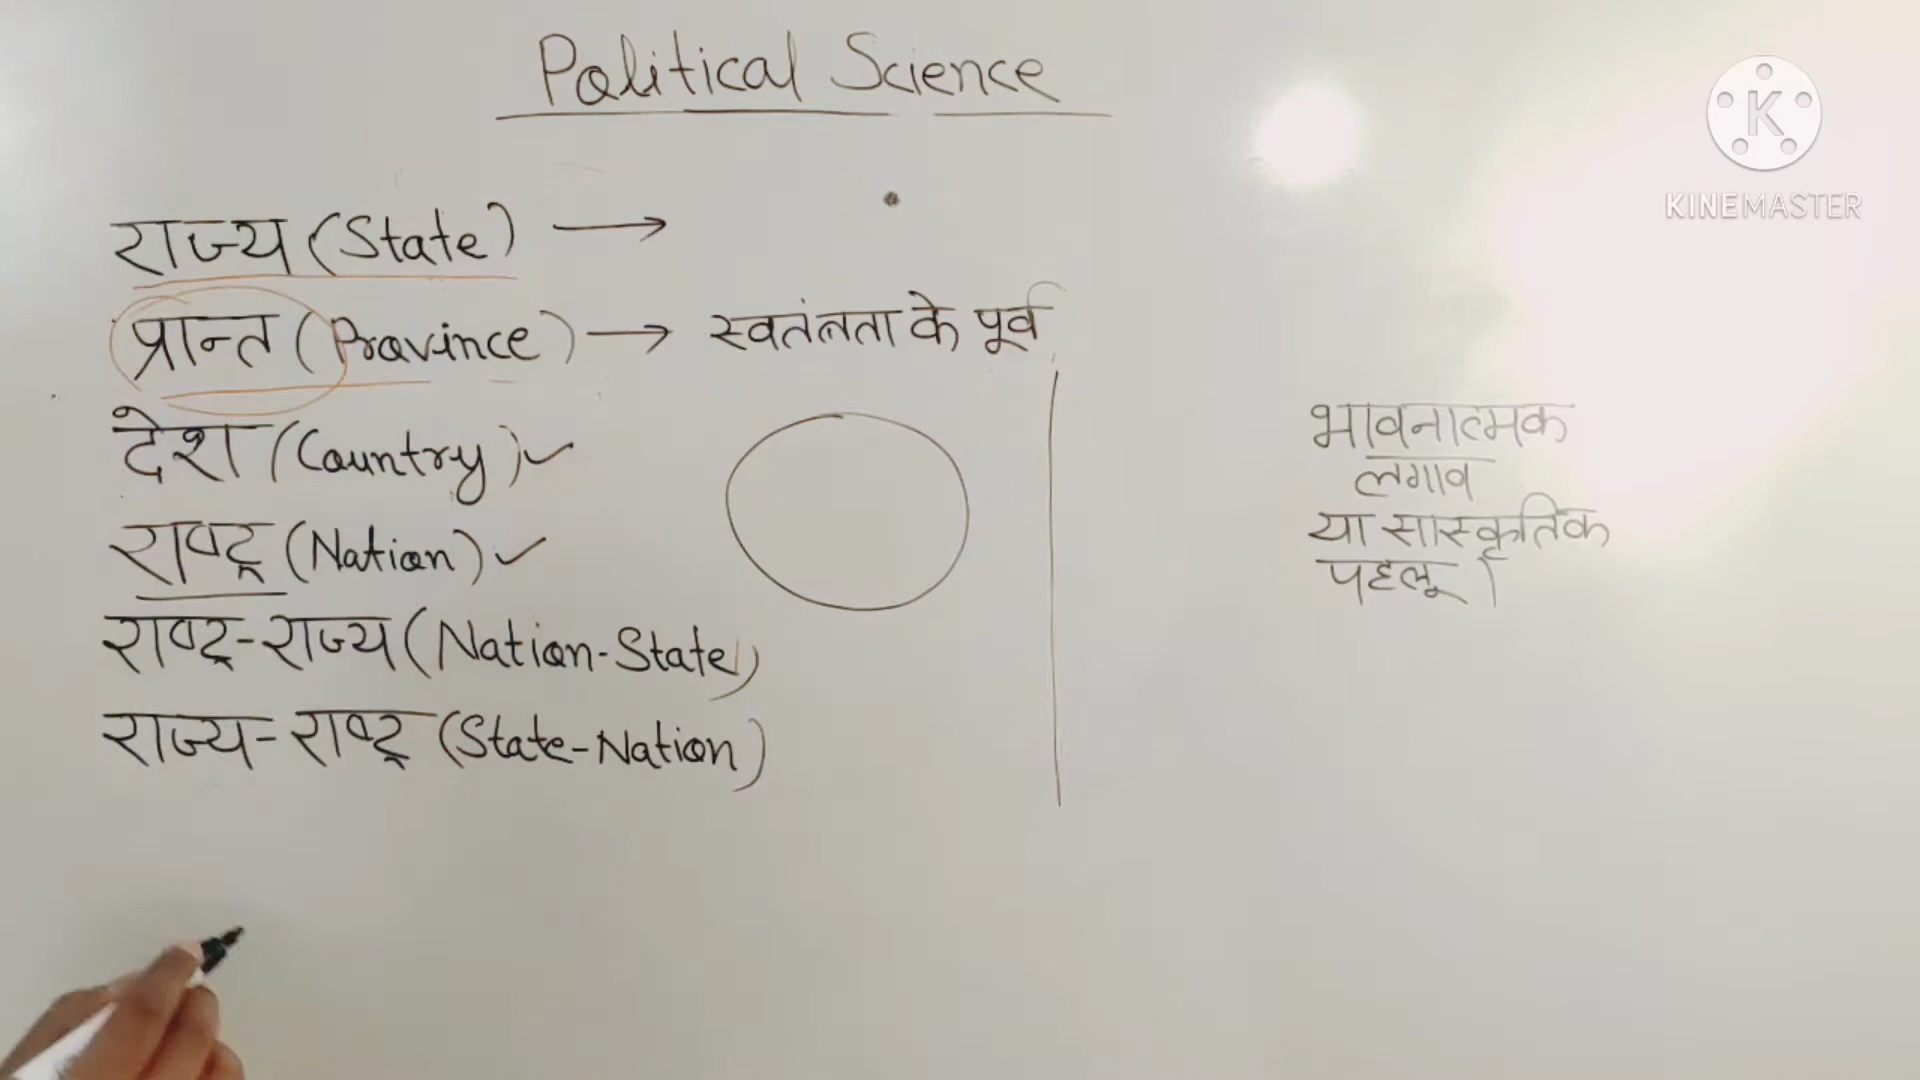 Political Science
राज्य (State) →
प्रान्त (Province) → स्वतंत्रता के पूर्व
देश (Country) ✓
राष्ट्र (Nation) ✓
राष्ट्र-राज्य (Nation-State)
राज्य-राष्ट्र (State-Nation)
भावनात्मक
लगाव
या सास्कृतिक
पहलू।
K
KINEMASTER